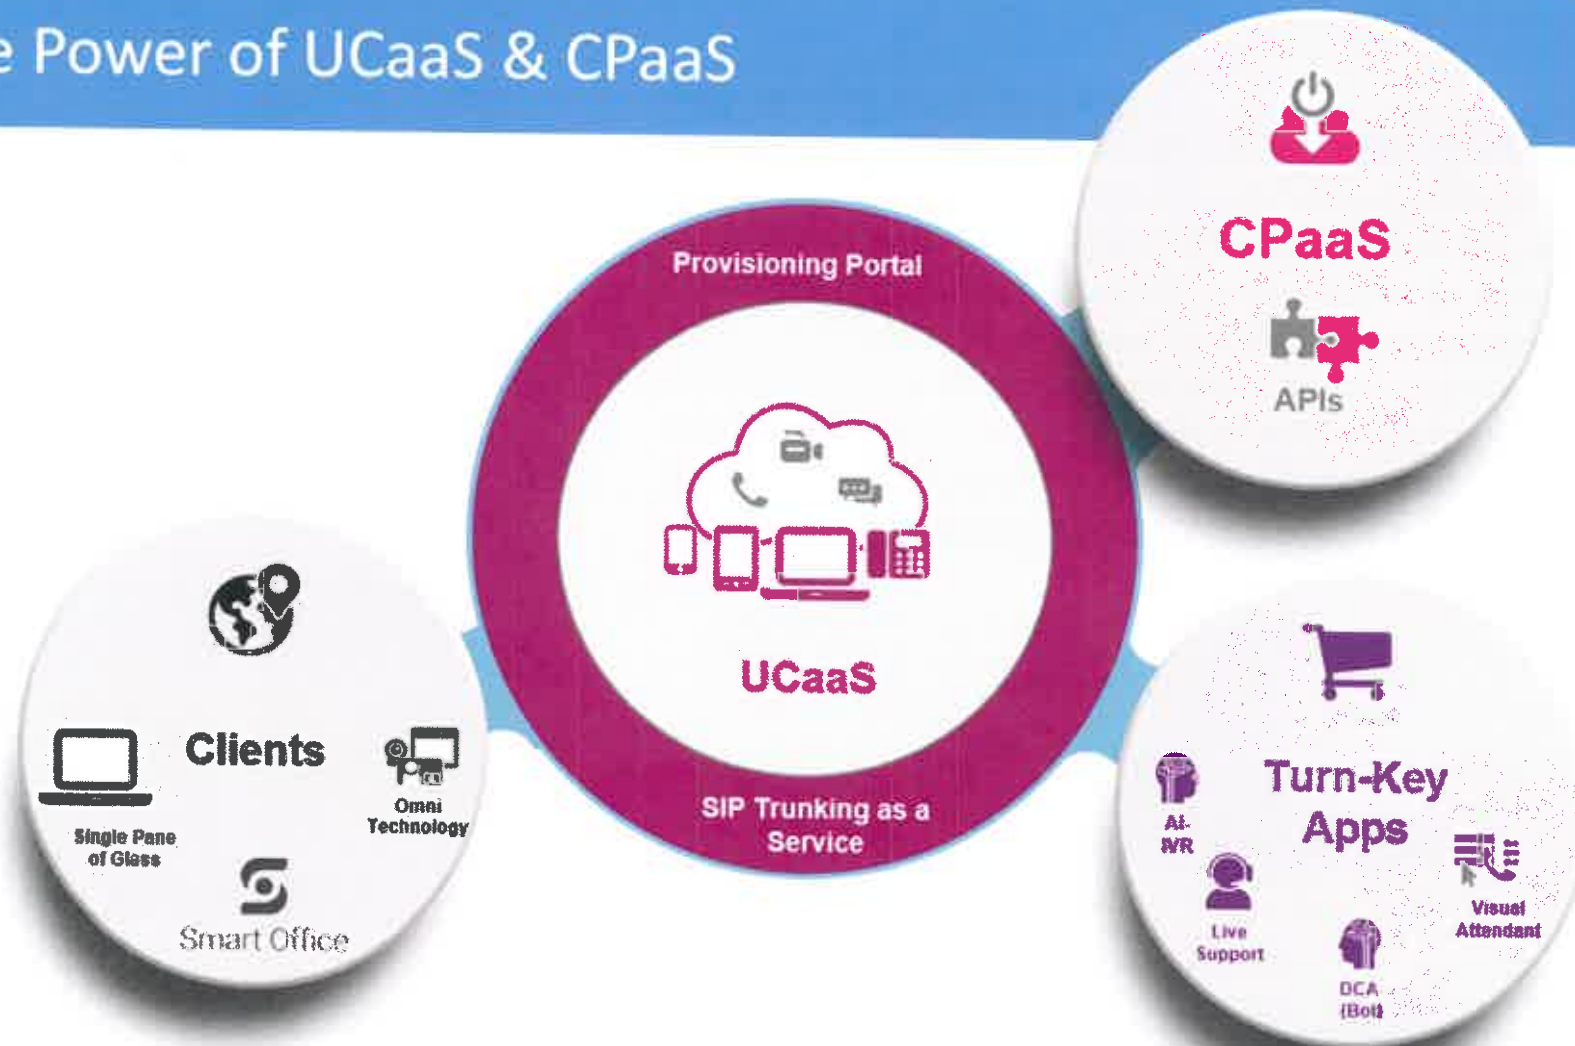 e Power of UCaaS & CPaaS
CPaaS
APIs
Provisioning Portal
UCaaS
SIP Trunking as a
Service
Clients
Single Pane
of Glass
Omni
Technology
Smart Office
Turn-Key
Apps
AI-
IVR
Live
Support
DCA
(Bot)
Visual
Attendant